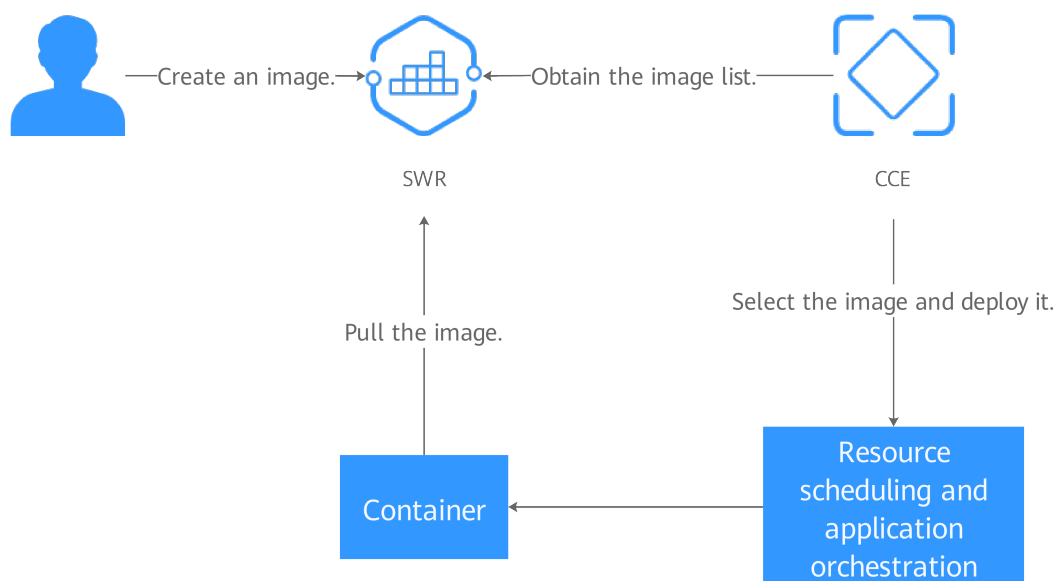 Create an image.
Obtain the image list.
SWR
CCE
Select the image and deploy it.
Pull the image.
Resource
scheduling and
application
orchestration
Container